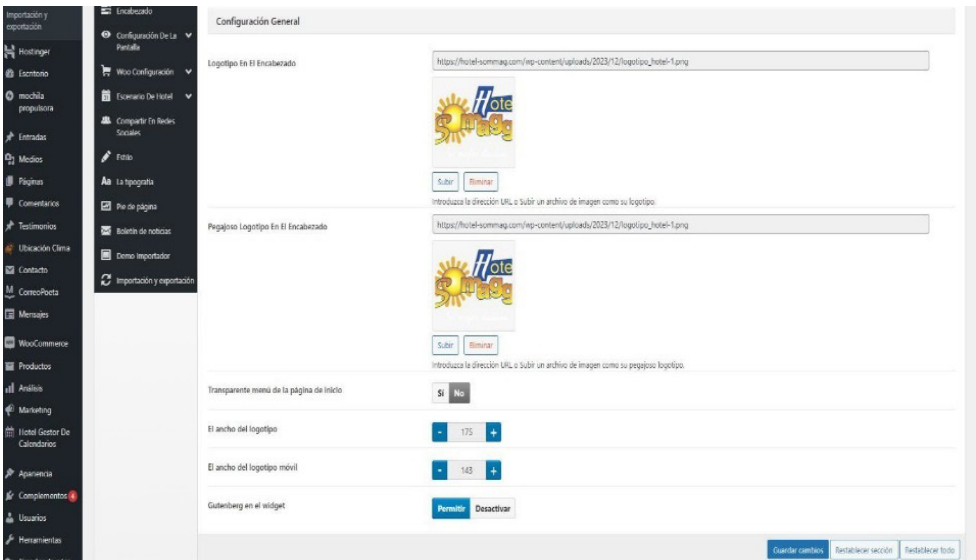 Importación y
exportación
Hostinger
Escritorio
mochila
propulsora
Entradas
Medios
Páginas
Comentarios
Testimonios
Ubicación Clima
Contacto
CorreoPoeta
Mensajes
WooCommerce
Productos
Análisis
Marketing
Hotel Gestor De
Calendarios
Apariencia
Complementos 4
Usuarios
Herramientas
Encabezado
Configuración De La
Pantalla
Woo Configuración
Escenario De Hotel
Compartir En Redes
Sociales
Estilo
Aa La tipografía
Pie de página
Boletín de noticias
Demo Importador
Importación y exportación
Configuración General
Logotipo En El Encabezado
https://hotel-sommag.com/wp-content/uploads/2023/12/logotipo_hotel-1.png
Hote
Somagg
Subir
Eliminar
Introduzca la dirección URL o Subir un archivo de imagen como su logotipo.
Pegajoso Logotipo En El Encabezado
https://hotel-sommag.com/wp-content/uploads/2023/12/logotipo_hotel-1.png
Hote
Somagg
Subir
Eliminar
Introduzca la dirección URL o Subir un archivo de imagen como su pegajoso logotipo.
Transparente menú de la página de inicio
Sí No
El ancho del logotipo
- 175 +
El ancho del logotipo móvil
- 143 +
Gutenberg en el widget
Permitir Desactivar
Guardar cambios Restablecer sección Restablecer todo